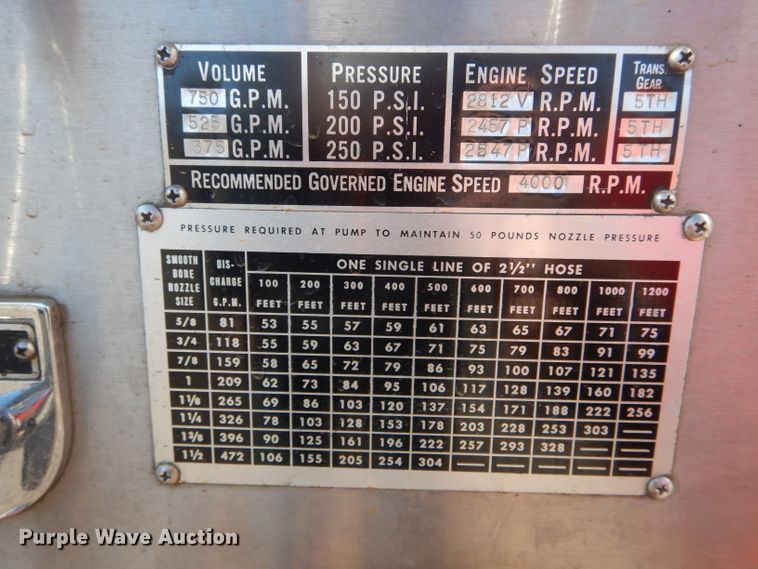 VOLUME PRESSURE ENGINE SPEED TRANS. GEAR
750 G.P.M. 150 P.S.I. 2812 V R.P.M. 5TH
525 G.P.M. 200 P.S.I. 2457 P R.P.M. 5TH
375 G.P.M. 250 P.S.I. 2547 P R.P.M. 5TH
RECOMMENDED GOVERNED ENGINE SPEED 4000 R.P.M.
PRESSURE REQUIRED AT PUMP TO MAINTAIN 50 POUNDS NOZZLE PRESSURE
SMOOTH BORE NOZZLE SIZE
DIS-CHARGE G.P.M.
ONE SINGLE LINE OF 2½" HOSE
100 FEET 200 FEET 300 FEET 400 FEET 500 FEET 600 FEET 700 FEET 800 FEET 1000 FEET 1200 FEET
5/8 81 53 55 57 59 61 63 65 67 71 75
3/4 118 55 59 63 67 71 75 79 83 91 99
7/8 159 58 65 72 79 86 93 100 107 121 135
1 209 62 73 84 95 106 117 128 139 160 182
1⅛ 265 69 86 103 120 137 154 171 188 222 256
1¼ 326 78 103 128 153 178 203 228 253 303 —
1⅜ 396 90 125 161 196 222 257 293 328 — —
1½ 472 106 155 205 254 304 — — — — —
Purple Wave Auction